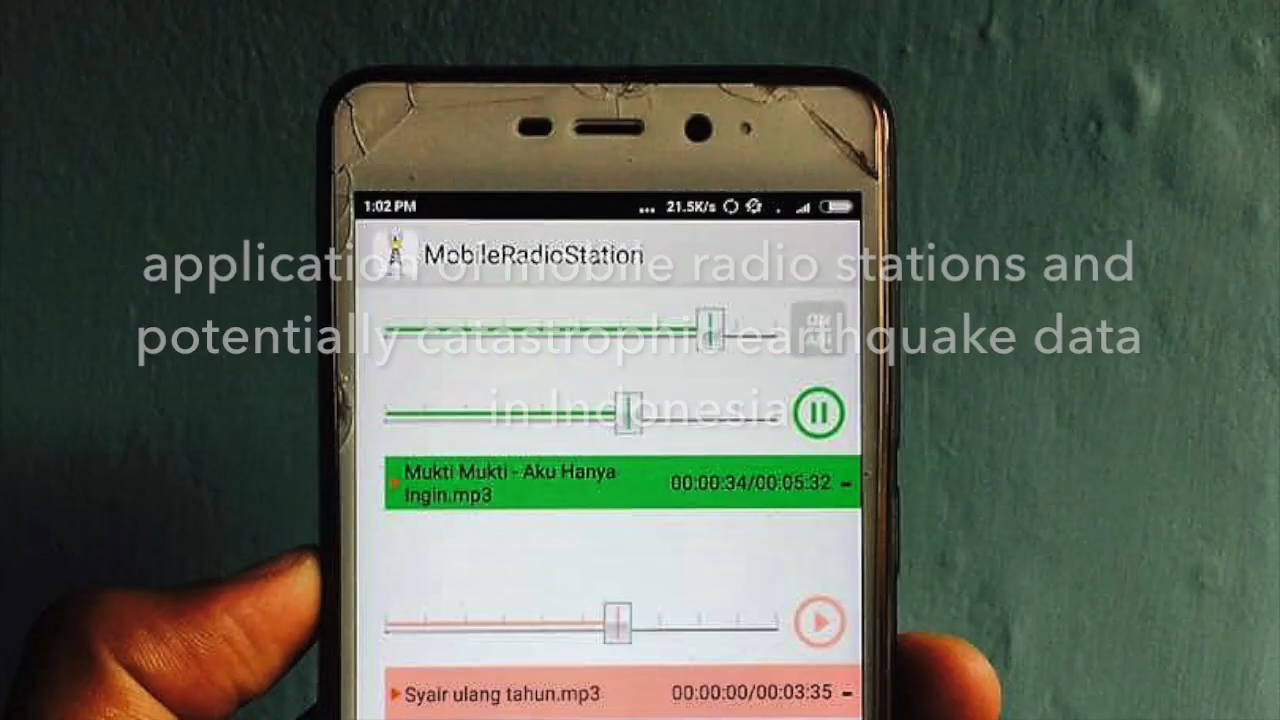 1:02 PM ... 21.5K/s
MobileRadioStation
application of mobile radio stations and
potentially catastrophic earthquake data
in Indonesia
ON
AIR
Mukti Mukti - Aku Hanya
Ingin.mp3
00:00:34/00:05:32 -
Syair ulang tahun.mp3 00:00:00/00:03:35 -